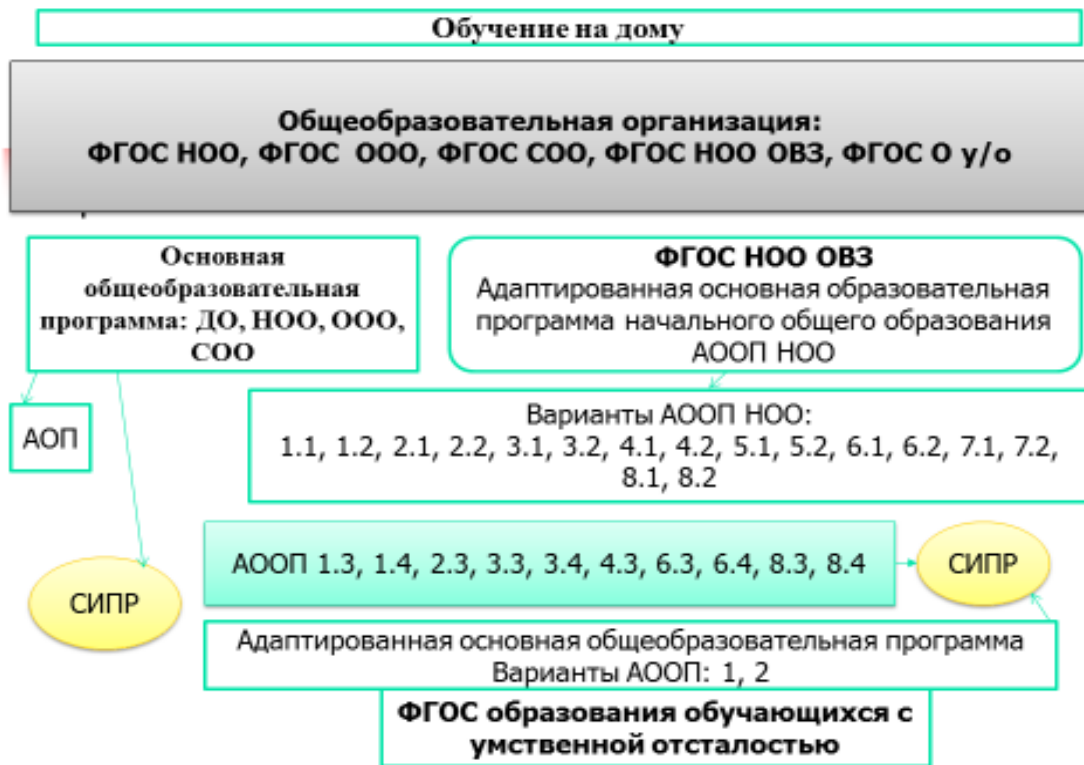 Обучение на дому
Общеобразовательная организация:
ФГОС НОО, ФГОС ООО, ФГОС СОО, ФГОС НОО ОВЗ, ФГОС О у/о
Основная
общеобразовательная
программа: ДО, НОО, ООО,
СОО
ФГОС НОО ОВЗ
Адаптированная основная образовательная
программа начального общего образования
АООП НОО
АОП
Варианты АООП НОО:
1.1, 1.2, 2.1, 2.2, 3.1, 3.2, 4.1, 4.2, 5.1, 5.2, 6.1, 6.2, 7.1, 7.2,
8.1, 8.2
СИПР
АООП 1.3, 1.4, 2.3, 3.3, 3.4, 4.3, 6.3, 6.4, 8.3, 8.4
СИПР
Адаптированная основная общеобразовательная программа
Варианты АООП: 1, 2
ФГОС образования обучающихся с
умственной отсталостью